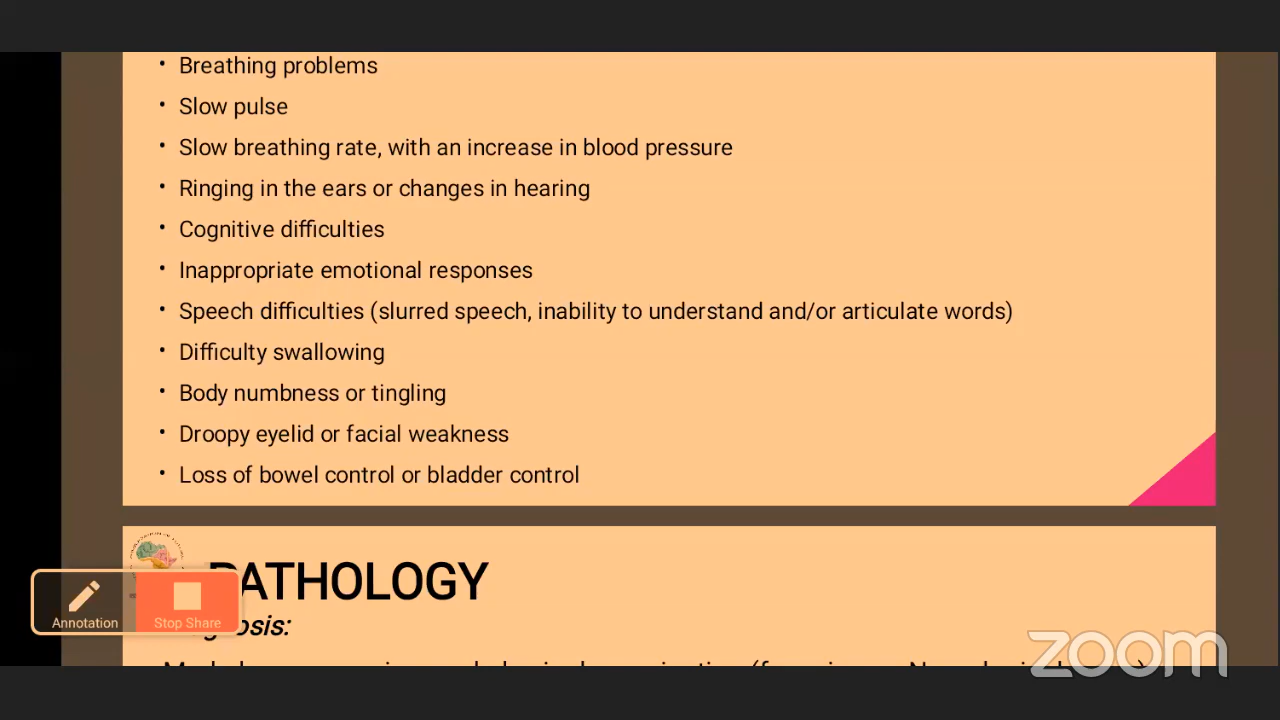 • Breathing problems
• Slow pulse
• Slow breathing rate, with an increase in blood pressure
• Ringing in the ears or changes in hearing
• Cognitive difficulties
• Inappropriate emotional responses
• Speech difficulties (slurred speech, inability to understand and/or articulate words)
• Difficulty swallowing
• Body numbness or tingling
• Droopy eyelid or facial weakness
• Loss of bowel control or bladder control
PATHOLOGY
Annotation
Stop Share
zoom